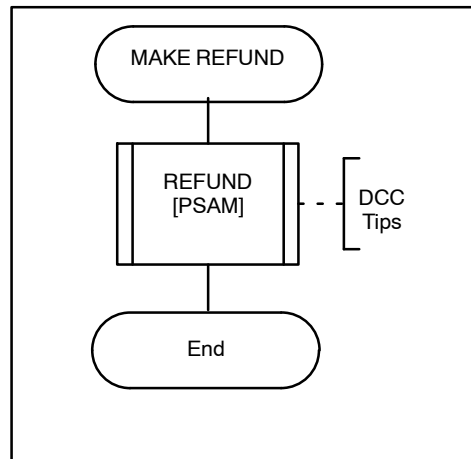 MAKE REFUND
REFUND
[PSAM]
DCC
Tips
End